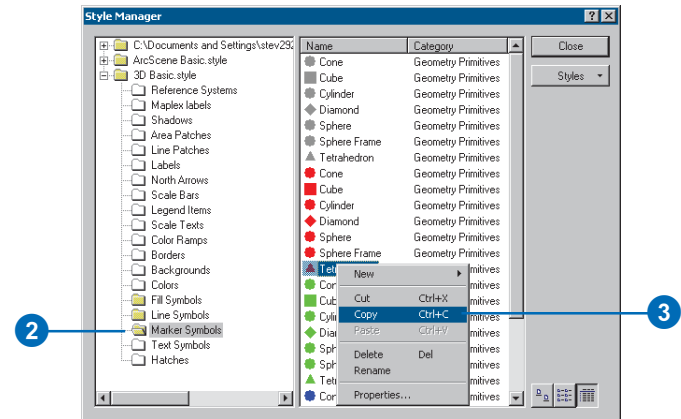 Style Manager
C:\Documents and Settings\stev292
ArcScene Basic.style
3D Basic.style
Reference Systems
Maplex labels
Shadows
Area Patches
Line Patches
Labels
North Arrows
Scale Bars
Legend Items
Scale Texts
Color Ramps
Borders
Backgrounds
Colors
Fill Symbols
Line Symbols
Marker Symbols
Text Symbols
Hatches
2
Name Category
Cone Geometry Primitives
Cube Geometry Primitives
Cylinder Geometry Primitives
Diamond Geometry Primitives
Sphere Geometry Primitives
Sphere Frame Geometry Primitives
Tetrahedron Geometry Primitives
Cone Geometry Primitives
Cube Geometry Primitives
Cylinder Geometry Primitives
Diamond Geometry Primitives
Sphere Geometry Primitives
Sphere Frame Geometry Primitives
New
Cut Ctrl+X
Copy Ctrl+C
Paste Ctrl+V
Delete Del
Rename
Properties...
3
Close
Styles